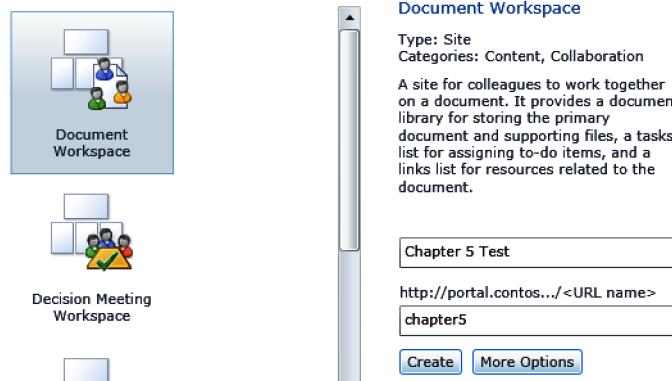 Document
Workspace
Decision Meeting
Workspace
Document Workspace
Type: Site
Categories: Content, Collaboration
A site for colleagues to work together
on a document. It provides a documen
library for storing the primary
document and supporting files, a tasks
list for assigning to-do items, and a
links list for resources related to the
document.
Chapter 5 Test
http://portal.contos.../<URL name>
chapter5
Create More Options